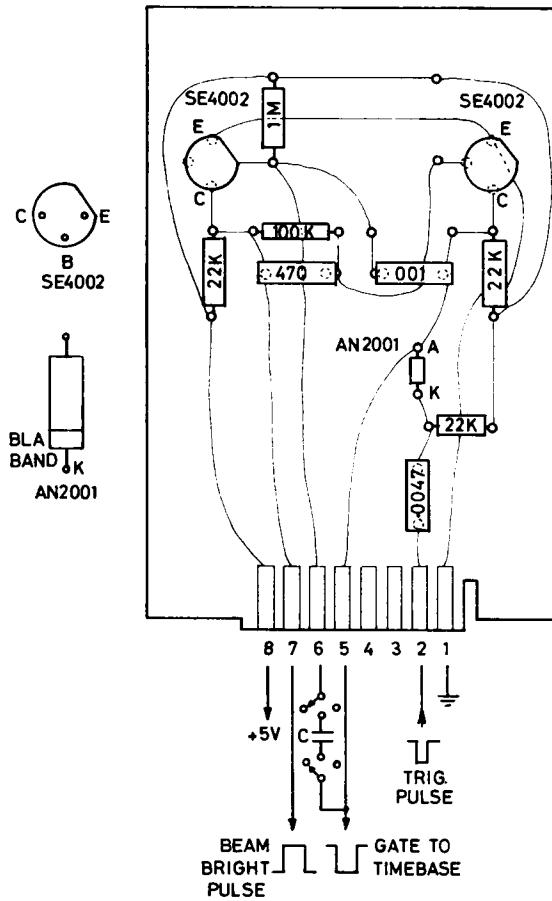 SE4002
SE4002
1M
E
E
C
C
C
E
B
SE4002
100K
22K
470
001
22K
AN2001
A
K
22K
0047
BLA
BAND
K
AN2001
8 7 6 5 4 3 2 1
+5V
C
TRIG.
PULSE
BEAM
BRIGHT
PULSE
GATE TO
TIMEBASE